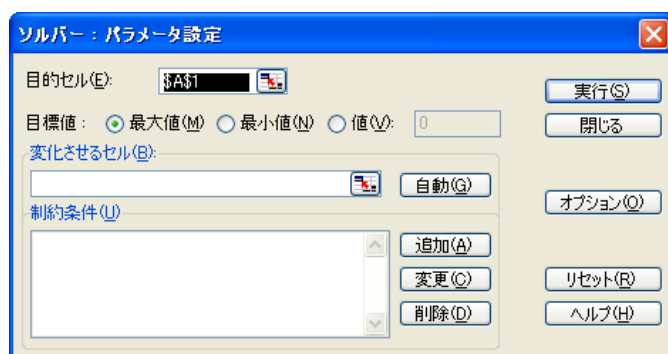 ソルバー：パラメータ設定
目的セル(E): $A$1
実行(S)
目標値： 最大値(M) 最小値(N) 値(V): 0
閉じる
変化させるセル(B):
自動(G)
オプション(O)
制約条件(U)
追加(A)
変更(C)
リセット(R)
削除(D)
ヘルプ(H)